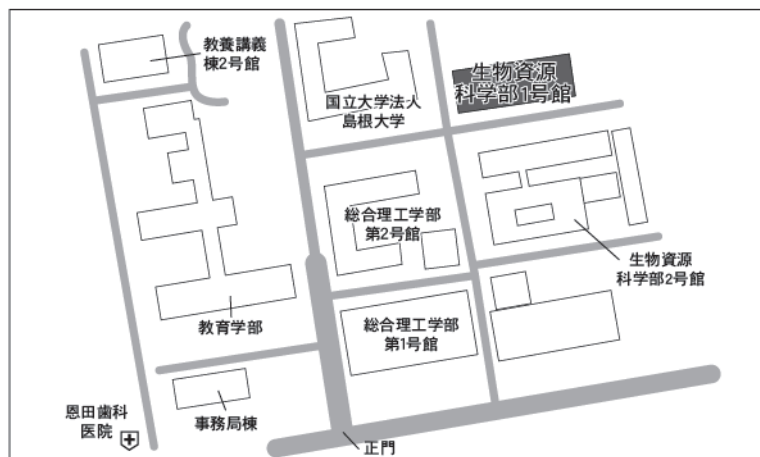 教養講義
棟2号館
国立大学法人
島根大学
生物資源
科学部1号館
総合理工学部
第2号館
生物資源
科学部2号館
教育学部
総合理工学部
第1号館
恩田歯科
医院
事務局棟
正門